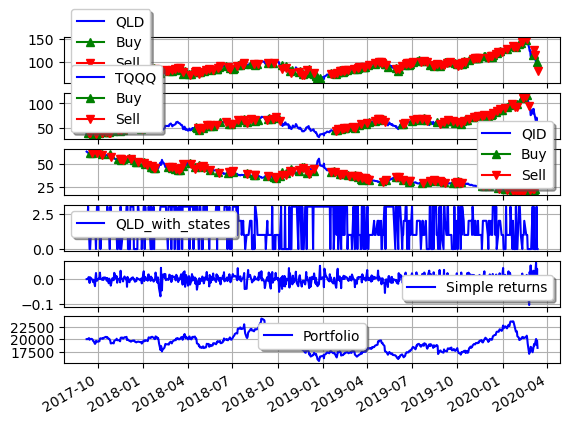 QLD
Buy
Sell
150
100
TQQQ
Buy
Sell
100
50
QID
Buy
Sell
50
25
QLD_with_states
2.5
0.0
Simple returns
0.0
−0.1
Portfolio
22500
20000
17500
2017-10 2018-01 2018-04 2018-07 2018-10 2019-01 2019-04 2019-07 2019-10 2020-01 2020-04